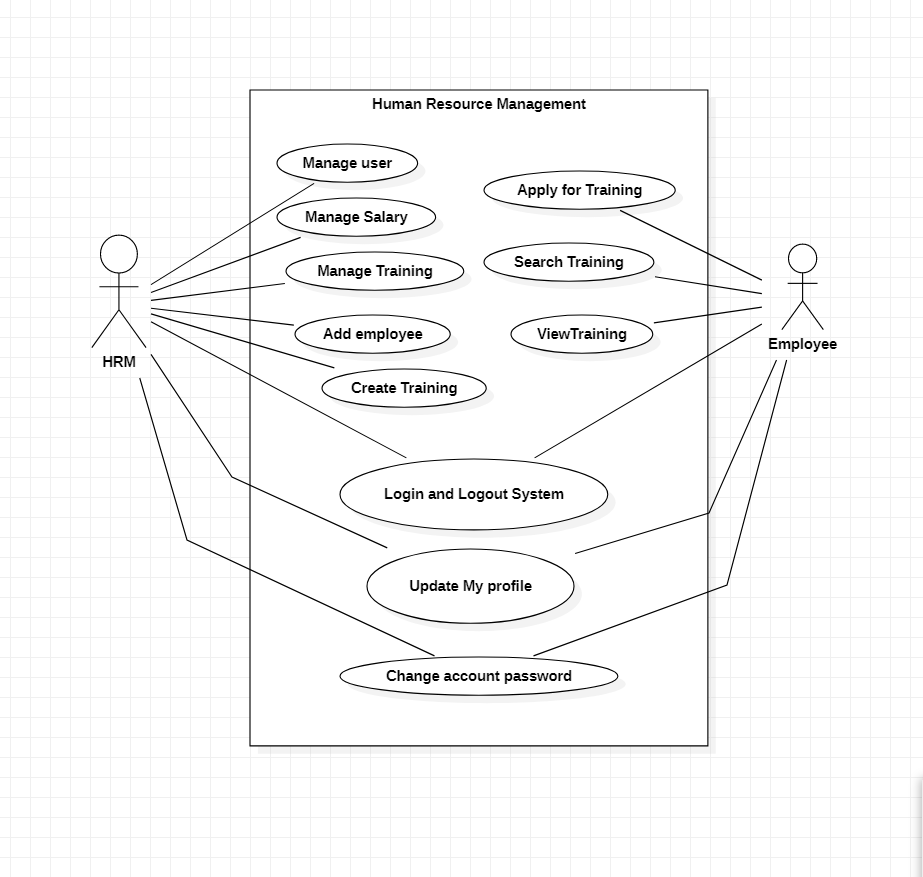 Human Resource Management
Manage user
Apply for Training
Manage Salary
Search Training
Manage Training
Add employee
ViewTraining
Employee
HRM
Create Training
Login and Logout System
Update My profile
Change account password